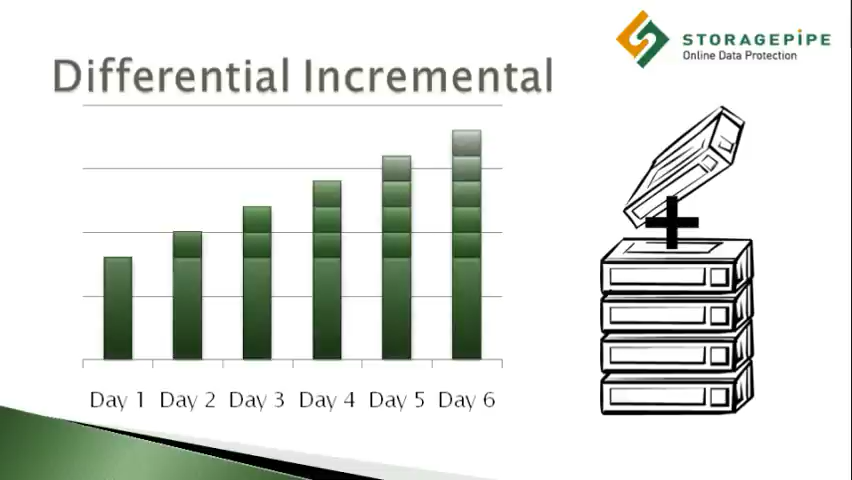 STORAGEPIPE
Online Data Protection
Differential Incremental
Day 1 Day 2 Day 3 Day 4 Day 5 Day 6